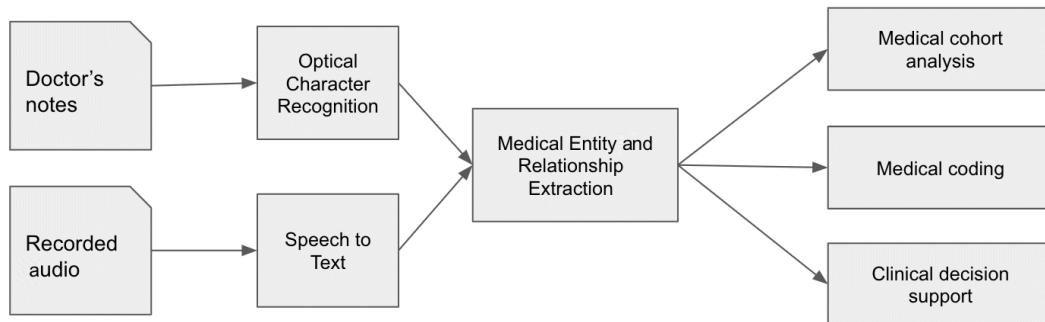 Doctor's
notes
Optical
Character
Recognition
Recorded
audio
Speech to
Text
Medical Entity and
Relationship
Extraction
Medical cohort
analysis
Medical coding
Clinical decision
support